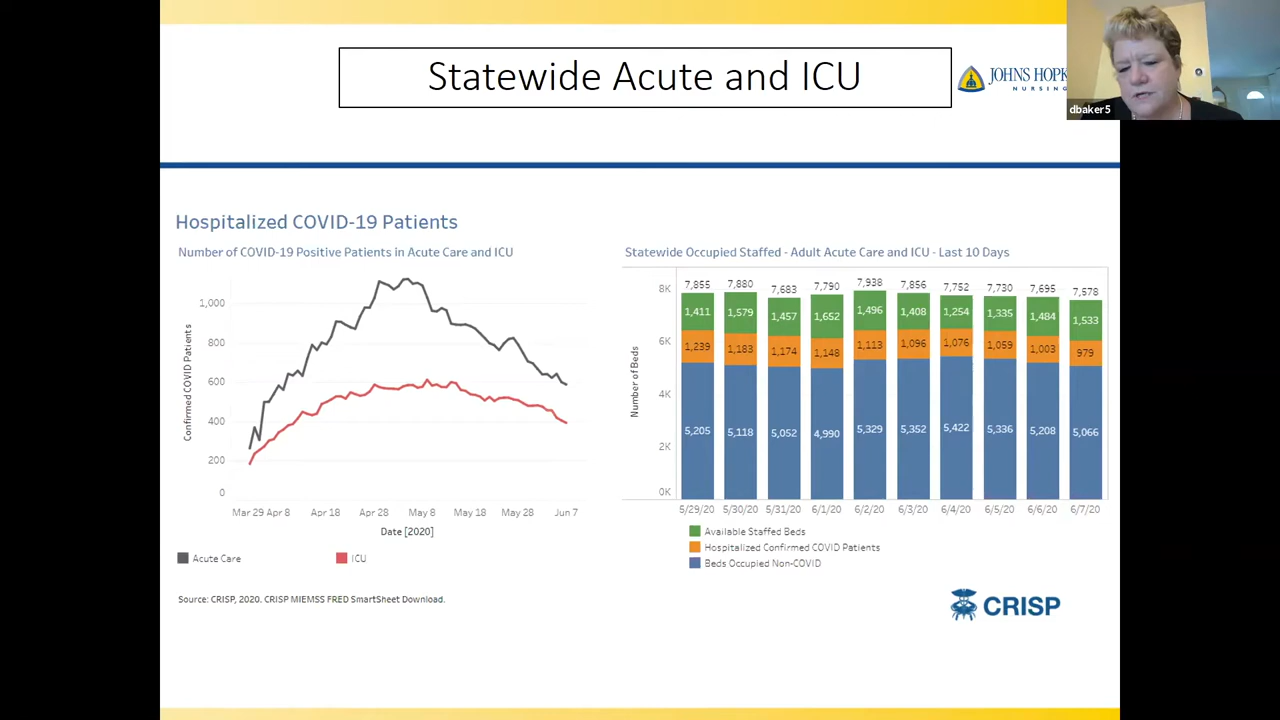 Statewide Acute and ICU
JOHNS
NURSING
dbaker5
Hospitalized COVID-19 Patients
Number of COVID-19 Positive Patients in Acute Care and ICU
Confirmed COVID Patients
1,000
800
600
400
200
0
Mar 29 Apr 8 Apr 18 Apr 28 May 8 May 18 May 28 Jun 7
Date [2020]
Acute Care ICU
Source: CRISP, 2020. CRISP MIEMSS FRED SmartSheet Download.
Statewide Occupied Staffed - Adult Acute Care and ICU - Last 10 Days
Number of Beds
8K
6K
4K
2K
0K
7,855 7,880 7,683 7,790 7,938 7,856 7,752 7,730 7,695 7,578
1,411 1,579 1,457 1,652 1,496 1,408 1,254 1,335 1,484 1,533
1,239 1,183 1,174 1,148 1,113 1,096 1,076 1,059 1,003 979
5,205 5,118 5,052 4,990 5,329 5,352 5,422 5,336 5,208 5,066
5/29/20 5/30/20 5/31/20 6/1/20 6/2/20 6/3/20 6/4/20 6/5/20 6/6/20 6/7/20
Available Staffed Beds
Hospitalized Confirmed COVID Patients
Beds Occupied Non-COVID
CRISP